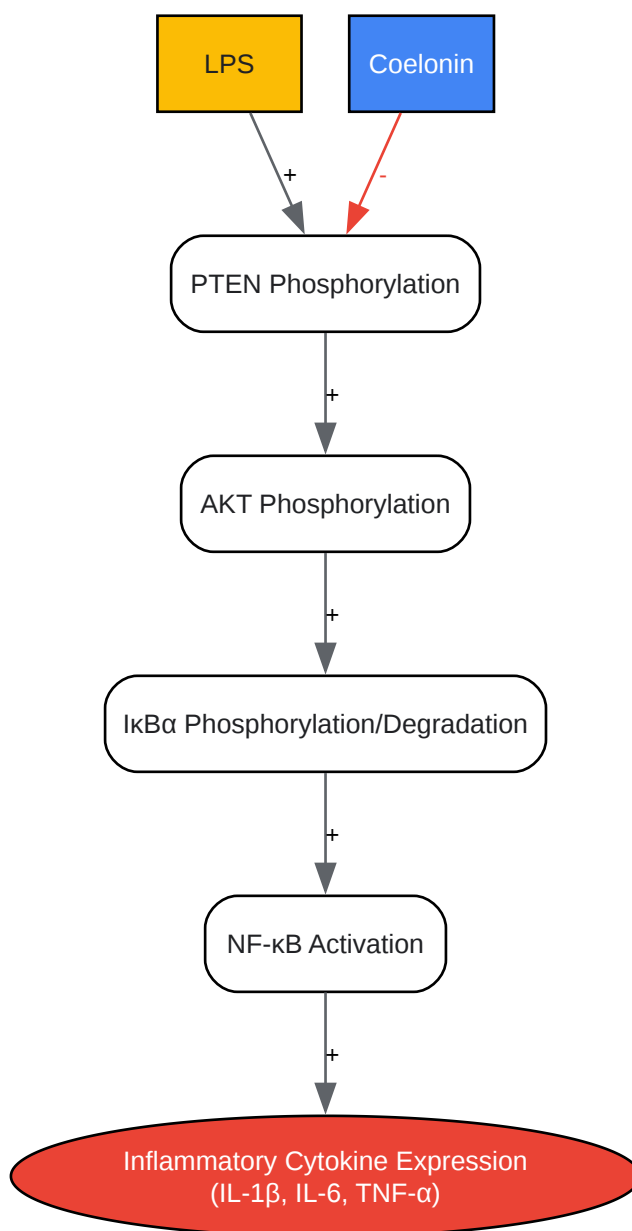 LPS
Coelonin
+
-
PTEN Phosphorylation
+
AKT Phosphorylation
+
IκBα Phosphorylation/Degradation
+
NF-κB Activation
+
Inflammatory Cytokine Expression
(IL-1β, IL-6, TNF-α)